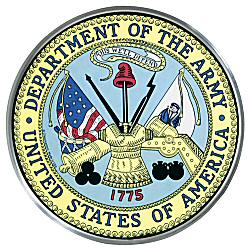 DEPARTMENT OF THE ARMY
THIS WE'LL DEFEND
1775
UNITED STATES OF AMERICA